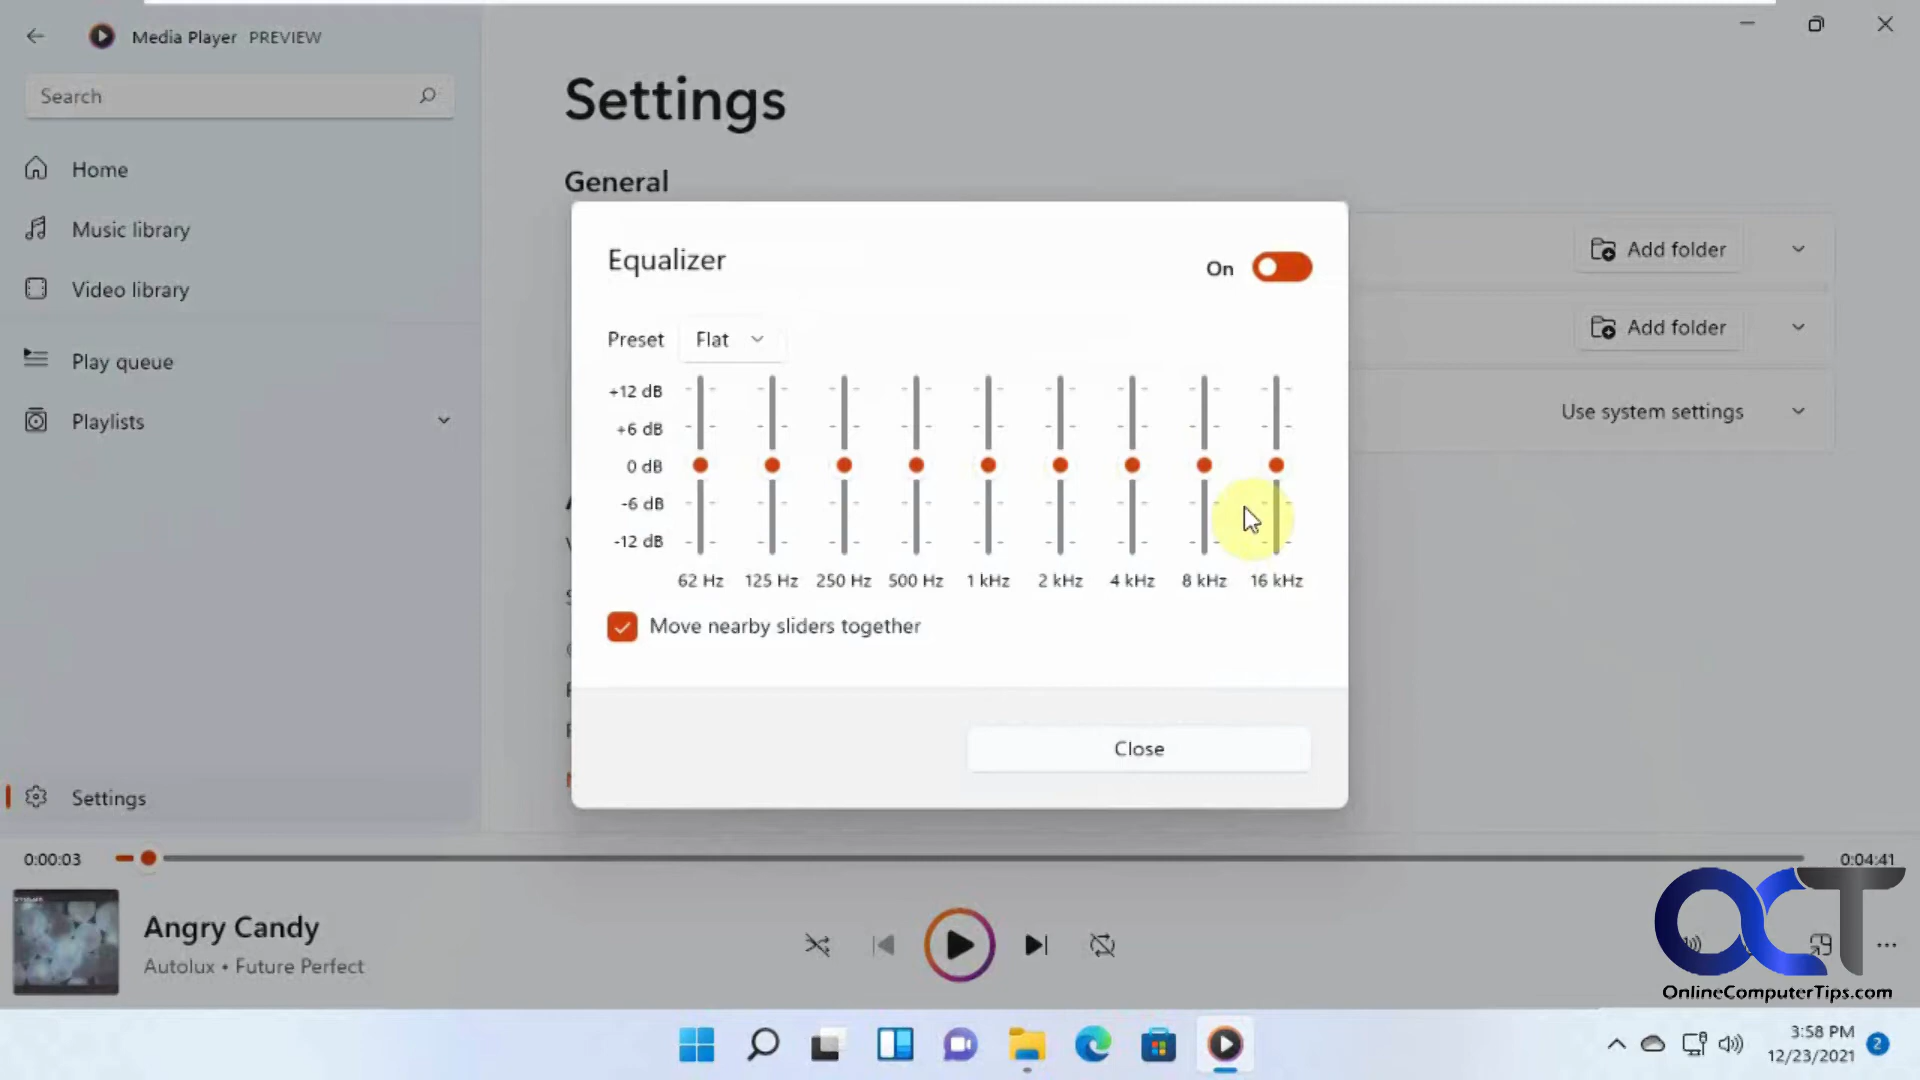 Media Player PREVIEW
Search
Home
Music library
Video library
Play queue
Playlists
Settings
Settings
General
Add folder
Add folder
Use system settings
Equalizer
On
Preset Flat
+12 dB
+6 dB
0 dB
-6 dB
-12 dB
62 Hz 125 Hz 250 Hz 500 Hz 1 kHz 2 kHz 4 kHz 8 kHz 16 kHz
Move nearby sliders together
Close
0:00:03
0:04:41
Angry Candy
Autolux • Future Perfect
OCT
OnlineComputerTips.com
3:58 PM
12/23/2021
2